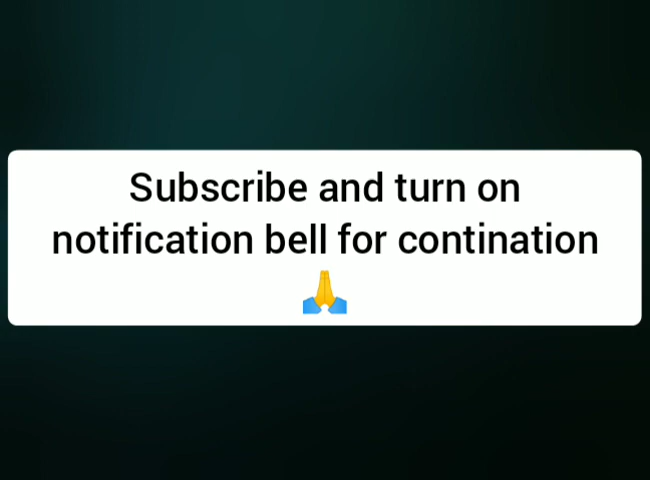 Subscribe and turn on
notification bell for contination
🙏